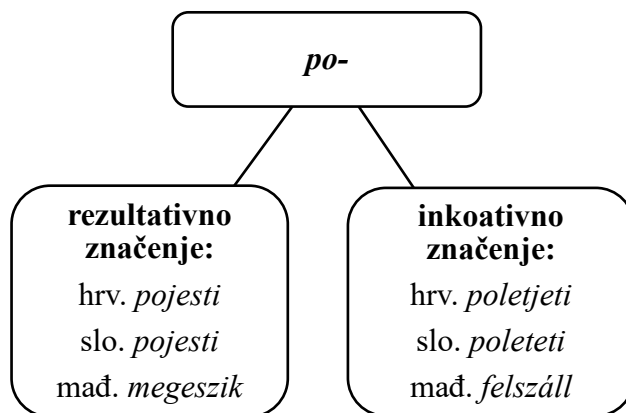 po-
rezultativno
značenje:
hrv. pojesti
slo. pojesti
mađ. megeszik
inkoativno
značenje:
hrv. poletjeti
slo. poleteti
mađ. felszáll